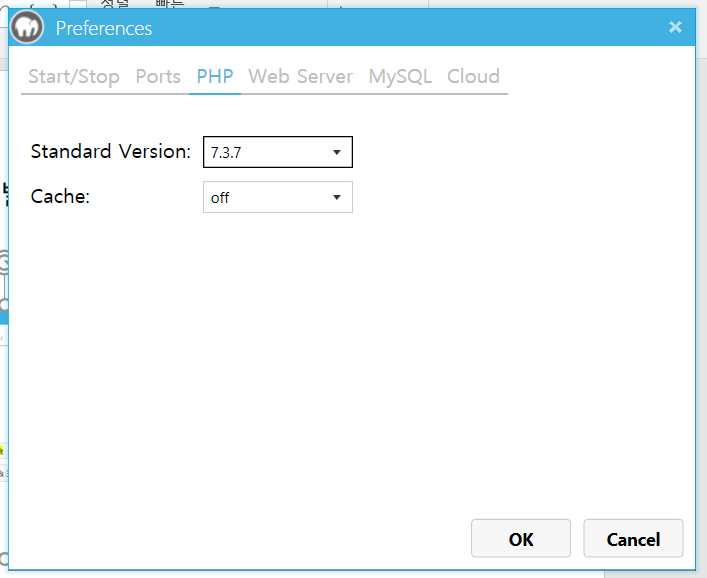 Preferences
Start/Stop Ports PHP Web Server MySQL Cloud
Standard Version: 7.3.7
Cache: off
OK Cancel